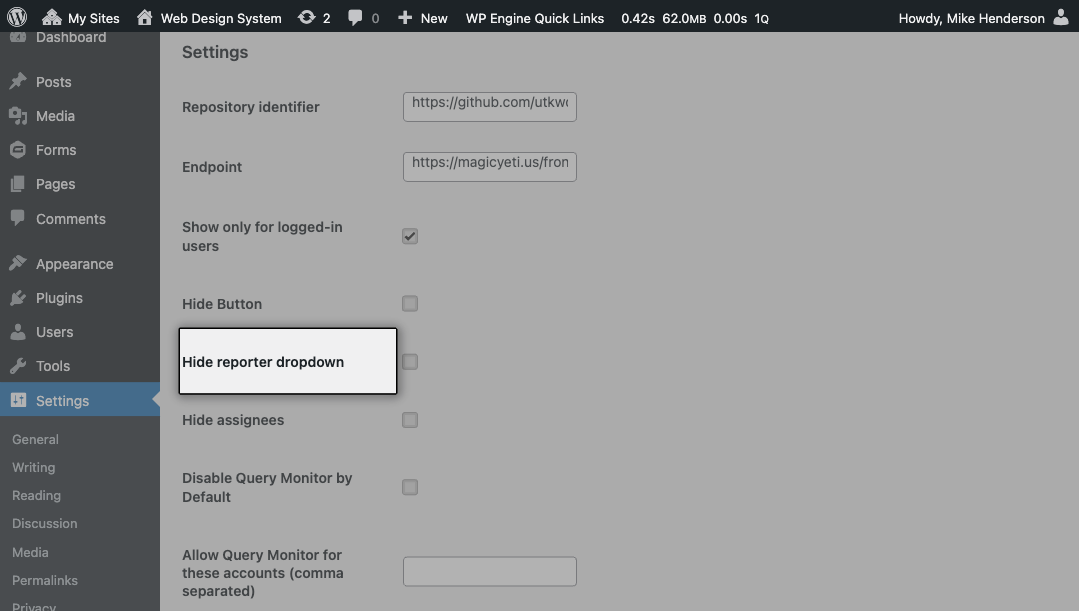 My Sites
Web Design System
2
0
New
WP Engine Quick Links
0.42s 62.0MB 0.00s 1Q
Howdy, Mike Henderson
Dashboard
Posts
Media
Forms
Pages
Comments
Appearance
Plugins
Users
Tools
Settings
General
Writing
Reading
Discussion
Media
Permalinks
Privacy
Settings
Repository identifier
https://github.com/utkwo
Endpoint
https://magicyeti.us/fron
Show only for logged-in
users
Hide Button
Hide reporter dropdown
Hide assignees
Disable Query Monitor by
Default
Allow Query Monitor for
these accounts (comma
separated)